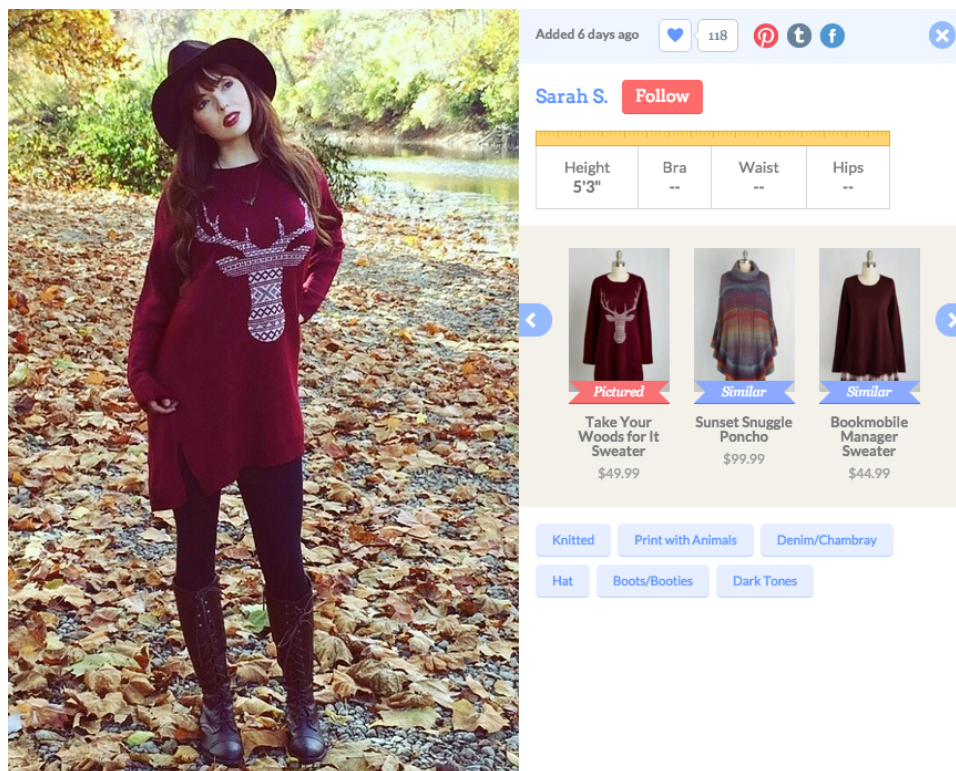 Added 6 days ago
118
Sarah S.
Follow
Height
Bra
Waist
Hips
5'3"
--
--
--
Pictured
Similar
Similar
Take Your
Woods for It
Sweater
$49.99
Sunset Snuggle
Poncho
$99.99
Bookmobile
Manager
Sweater
$44.99
Knitted
Print with Animals
Denim/Chambray
Hat
Boots/Booties
Dark Tones